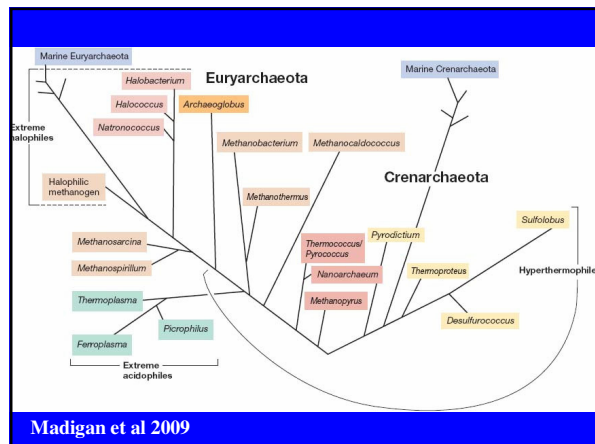 Marine Euryarchaeota
Halobacterium
Euryarchaeota
Marine Crenarchaeota
Halococcus
Archaeoglobus
Extreme
halophiles
Natronococcus
Methanobacterium
Methanocaldococcus
Crenarchaeota
Halophilic
methanogen
Methanothermus
Sulfolobus
Methanosarcina
Pyrodictium
Thermococcus/
Pyrococcus
Methanospirillum
Nanoarchaeum
Thermoproteus
Hyperthermophile
Thermoplasma
Methanopyrus
Picrophilus
Desulfurococcus
Ferroplasma
Extreme
acidophiles
Madigan et al 2009